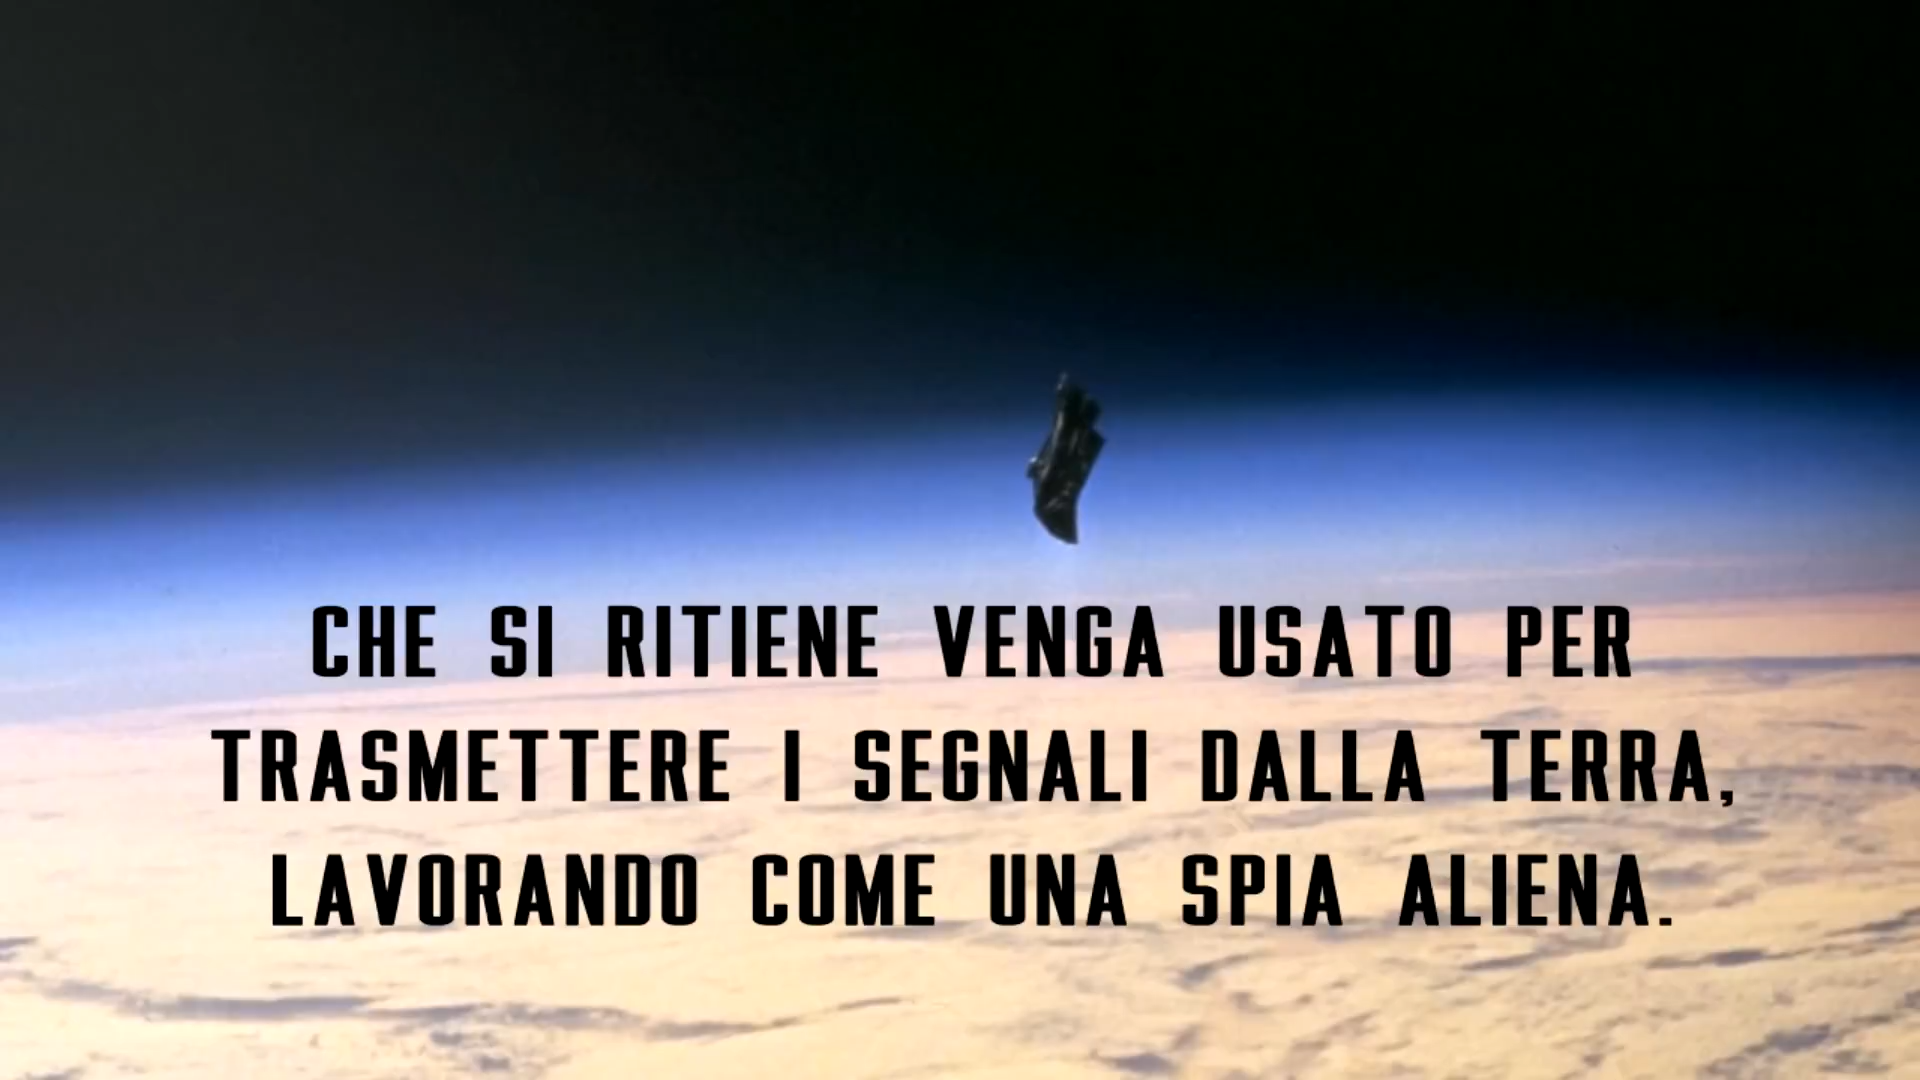 CHE SI RITIENE VENGA USATO PER
TRASMETTERE I SEGNALI DALLA TERRA,
LAVORANDO COME UNA SPIA ALIENA.